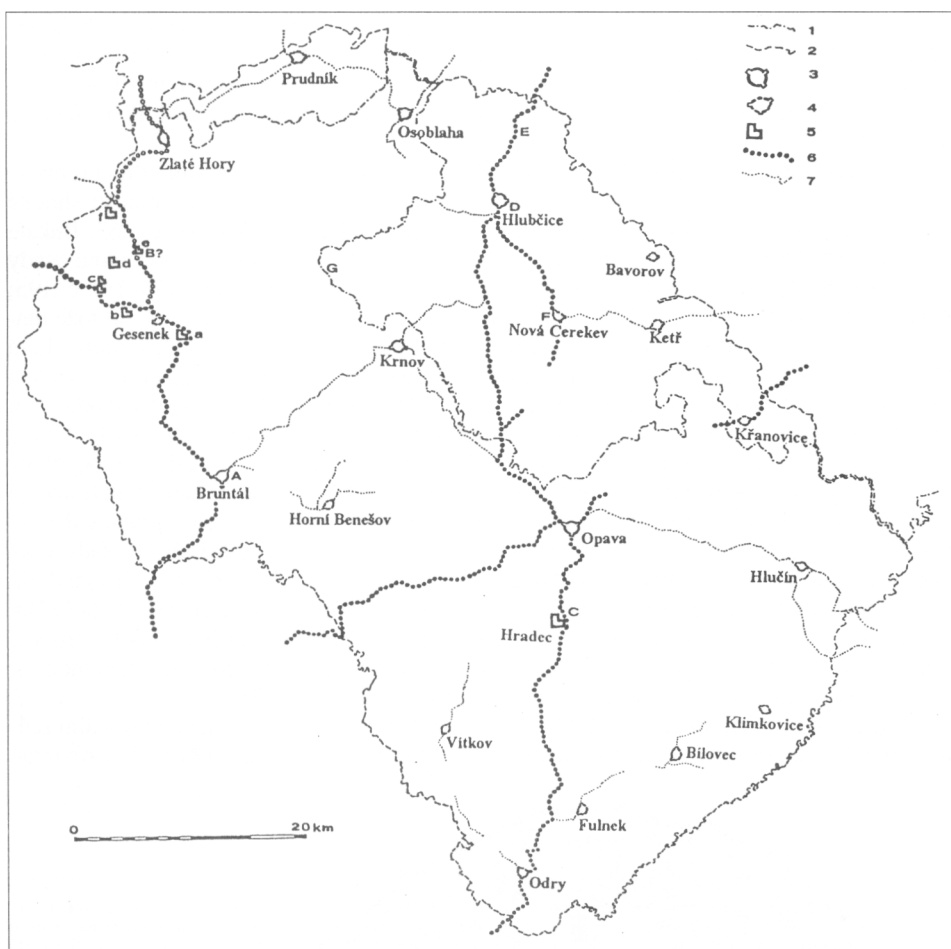 1
2
Prudník
3
4
Osoblaha
5
E
Zlaté Hory
6
7
D
Hlubčice
f
e
B?
d
Bavorov
G
c
b
F
Gesenek
a
Nová Cerekev
Ketř
Krnov
Křanovice
A
Bruntál
Horní Benešov
Opava
Hlučín
C
Hradec
Klimkovice
Vítkov
Bílovec
0
20 km
Fulnek
Odry